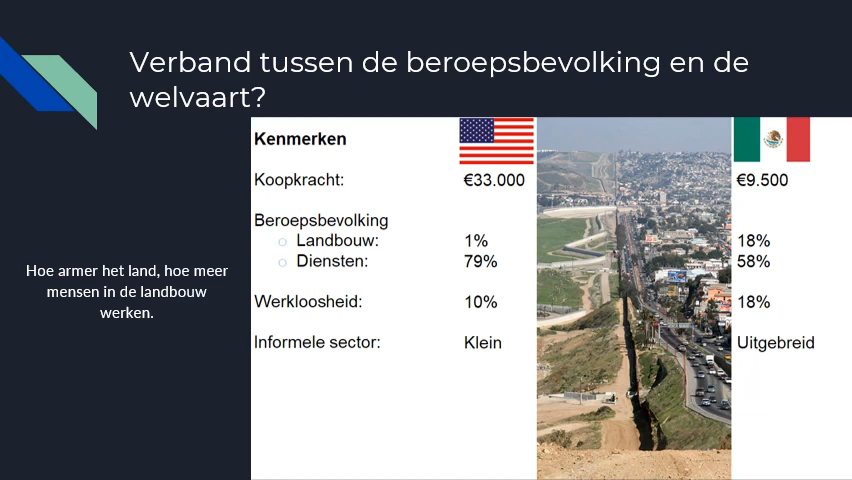 Verband tussen de beroepsbevolking en de
welvaart?
Hoe armer het land, hoe meer
mensen in de landbouw
werken.
Kenmerken
Koopkracht: €33.000 €9.500
Beroepsbevolking
Landbouw: 1% 18%
Diensten: 79% 58%
Werkloosheid: 10% 18%
Informele sector: Klein Uitgebreid